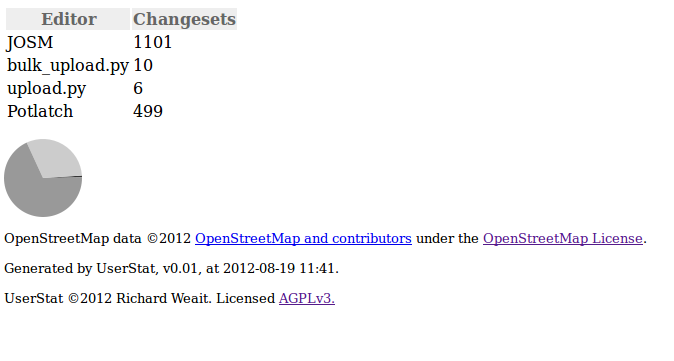 Editor Changesets
JOSM 1101
bulk_upload.py 10
upload.py 6
Potlatch 499
OpenStreetMap data ©2012 OpenStreetMap and contributors under the OpenStreetMap License.
Generated by UserStat, v0.01, at 2012-08-19 11:41.
UserStat ©2012 Richard Weait. Licensed AGPLv3.